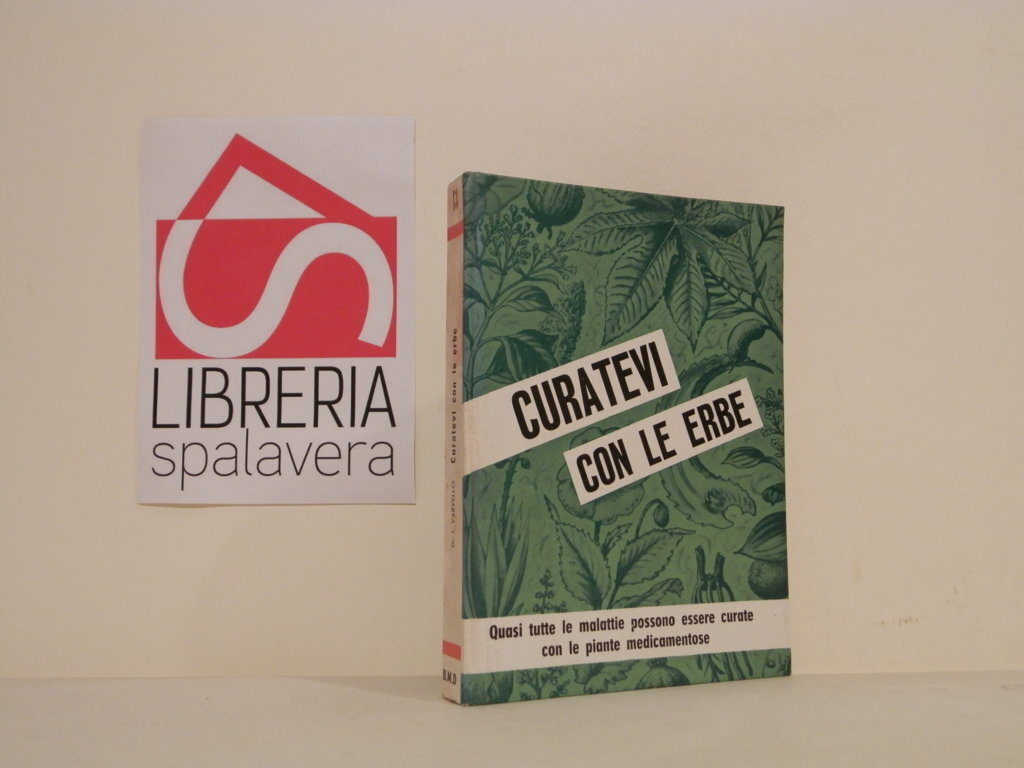 LIBRERIA
spalavera
Curatevi con le erbe
B.M.D
CURATEVI
CON LE ERBE
Quasi tutte le malattie possono essere curate
con le piante medicamentose